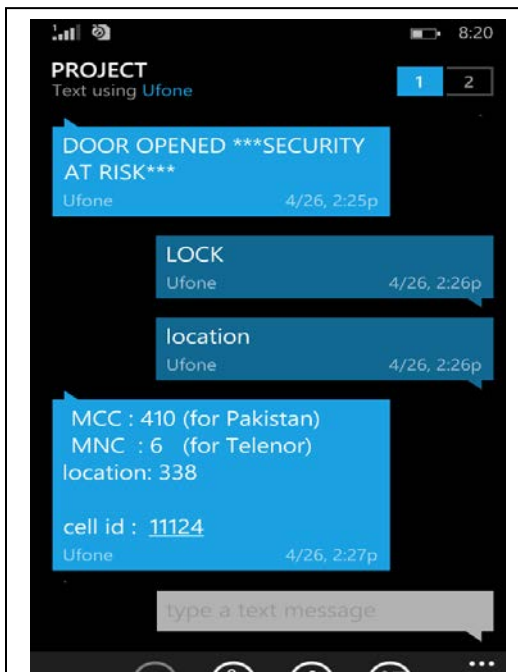 8:20
PROJECT
Text using Ufone
1 2
DOOR OPENED ***SECURITY
AT RISK***
Ufone 4/26, 2:25p
LOCK
Ufone 4/26, 2:26p
location
Ufone 4/26, 2:26p
MCC : 410 (for Pakistan)
MNC : 6 (for Telenor)
location: 338
cell id : 11124
Ufone 4/26, 2:27p
type a text message